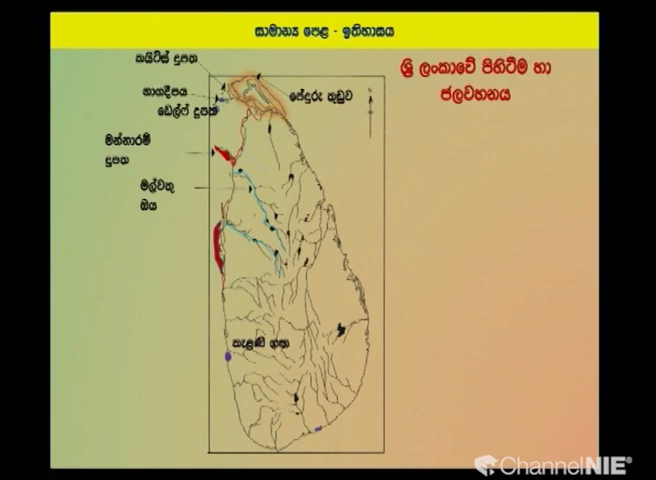 සාමාන්‍ය පෙළ - ඉතිහාසය
ශ්‍රි ලංකාවේ පිහිටීම හා
ජලවහනය
කයිට්ස් දූපත
නාගදීපය
ඩෙල්ෆ් දූපත
පේදුරු තුඩුව
මන්නාරම්
දූපත
මල්වතු
ඔය
කැළණි ගඟ
ChannelNIE®